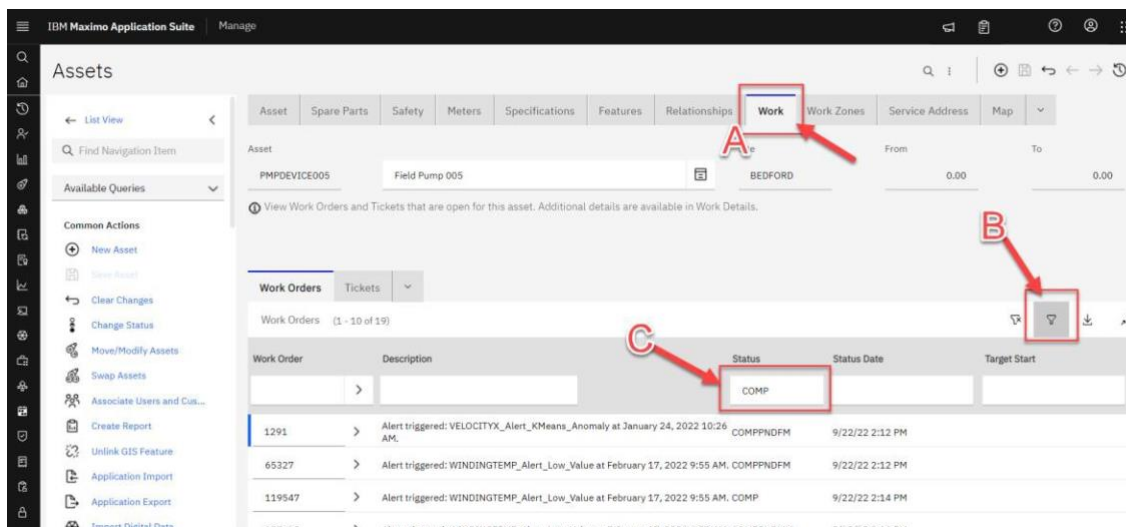 IBM Maximo Application Suite Manage
Assets
Asset Spare Parts Safety Meters Specifications Features Relationships Work Work Zones Service Address Map
List View
Find Navigation Item
Available Queries
Common Actions
New Asset
Save Asset
Clear Changes
Change Status
Move/Modify Assets
Swap Assets
Associate Users and Cus...
Create Report
Unlink GIS Feature
Application Import
Application Export
Import Digital Data
A
Asset From To
PMPDEVICE005 Field Pump 005 BEDFORD 0.00 0.00
View Work Orders and Tickets that are open for this asset. Additional details are available in Work Details.
B
Work Orders Tickets
Work Orders (1 - 10 of 19)
C
Work Order Description Status Status Date Target Start
COMP
1291 Alert triggered: VELOCITYX_Alert_KMeans_Anomaly at January 24, 2022 10:26 AM. COMPPNDFM 9/22/22 2:12 PM
65327 Alert triggered: WINDINGTEMP_Alert_Low_Value at February 17, 2022 9:55 AM. COMPPNDFM 9/22/22 2:12 PM
119547 Alert triggered: WINDINGTEMP_Alert_Low_Value at February 17, 2022 9:55 AM. COMP 9/22/22 2:14 PM